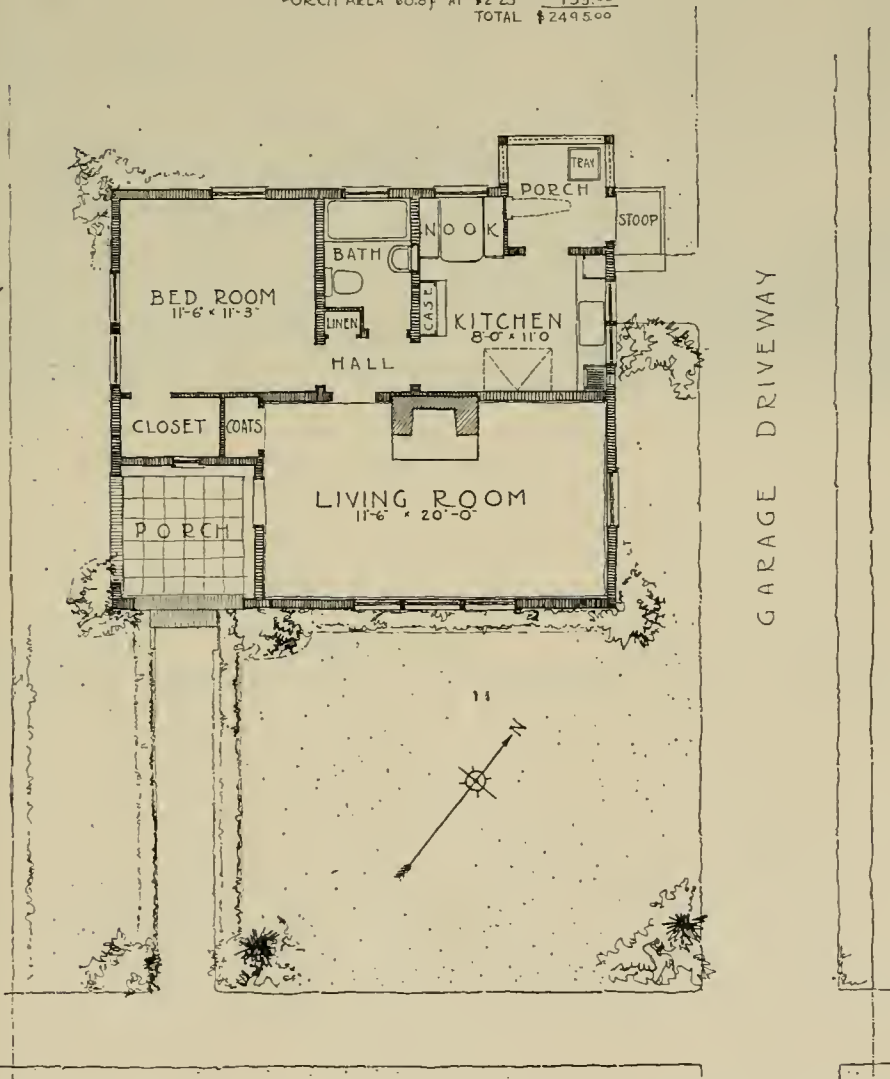 TOTAL $2495.00
TRAY
PORCH
STOOP
NOOK
BATH
BED ROOM
11'-6" × 11'-3"
LINEN
CASE
KITCHEN
8'-0" × 11'0
HALL
CLOSET
COATS
LIVING ROOM
11'-6" × 20'-0"
PORCH
GARAGE DRIVEWAY
N